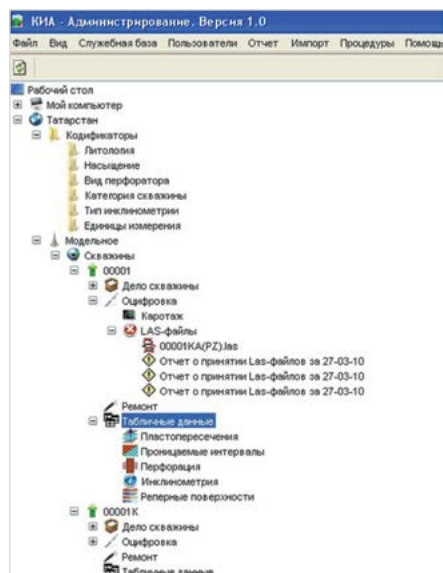 КИА - Администрирование. Версия 1.0
Файл Вид Служебная база Пользователи Отчет Импорт Процедуры Помощь
Рабочий стол
Мой компьютер
Татарстан
Кодификаторы
Литология
Насыщение
Вид перфоратора
Категория скважины
Тип инклинометрии
Единицы измерения
Модельное
Скважины
00001
Дело скважины
Оцифровка
Каротаж
LAS-файлы
00001KA(PZ).las
Отчет о принятии Las-файлов за 27-03-10
Отчет о принятии Las-файлов за 27-03-10
Отчет о принятии Las-файлов за 27-03-10
Ремонт
Табличные данные
Пластопересечения
Проницаемые интервалы
Перфорация
Инклинометрия
Реперные поверхности
00001К
Дело скважины
Оцифровка
Ремонт
Табличные данные